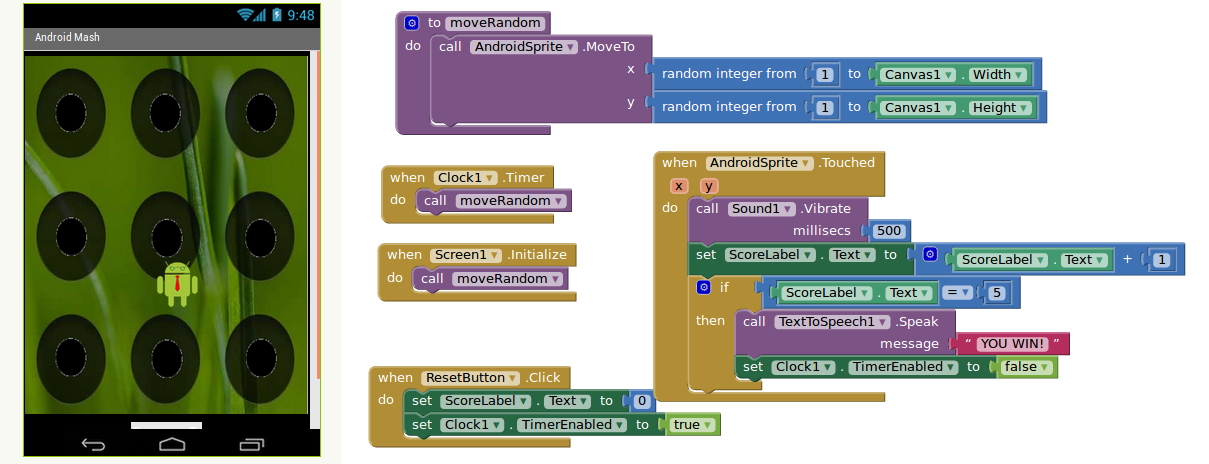 9:48
Android Mash
to moveRandom
do call AndroidSprite .MoveTo
x random integer from 1 to Canvas1 . Width
y random integer from 1 to Canvas1 . Height
when Clock1 .Timer
do call moveRandom
when Screen1 .Initialize
do call moveRandom
when AndroidSprite .Touched
x y
do call Sound1 .Vibrate
millisecs 500
set ScoreLabel . Text to ScoreLabel . Text + 1
if ScoreLabel . Text = 5
then call TextToSpeech1 .Speak
message “ YOU WIN! ”
set Clock1 . TimerEnabled to false
when ResetButton .Click
do set ScoreLabel . Text to 0
set Clock1 . TimerEnabled to true